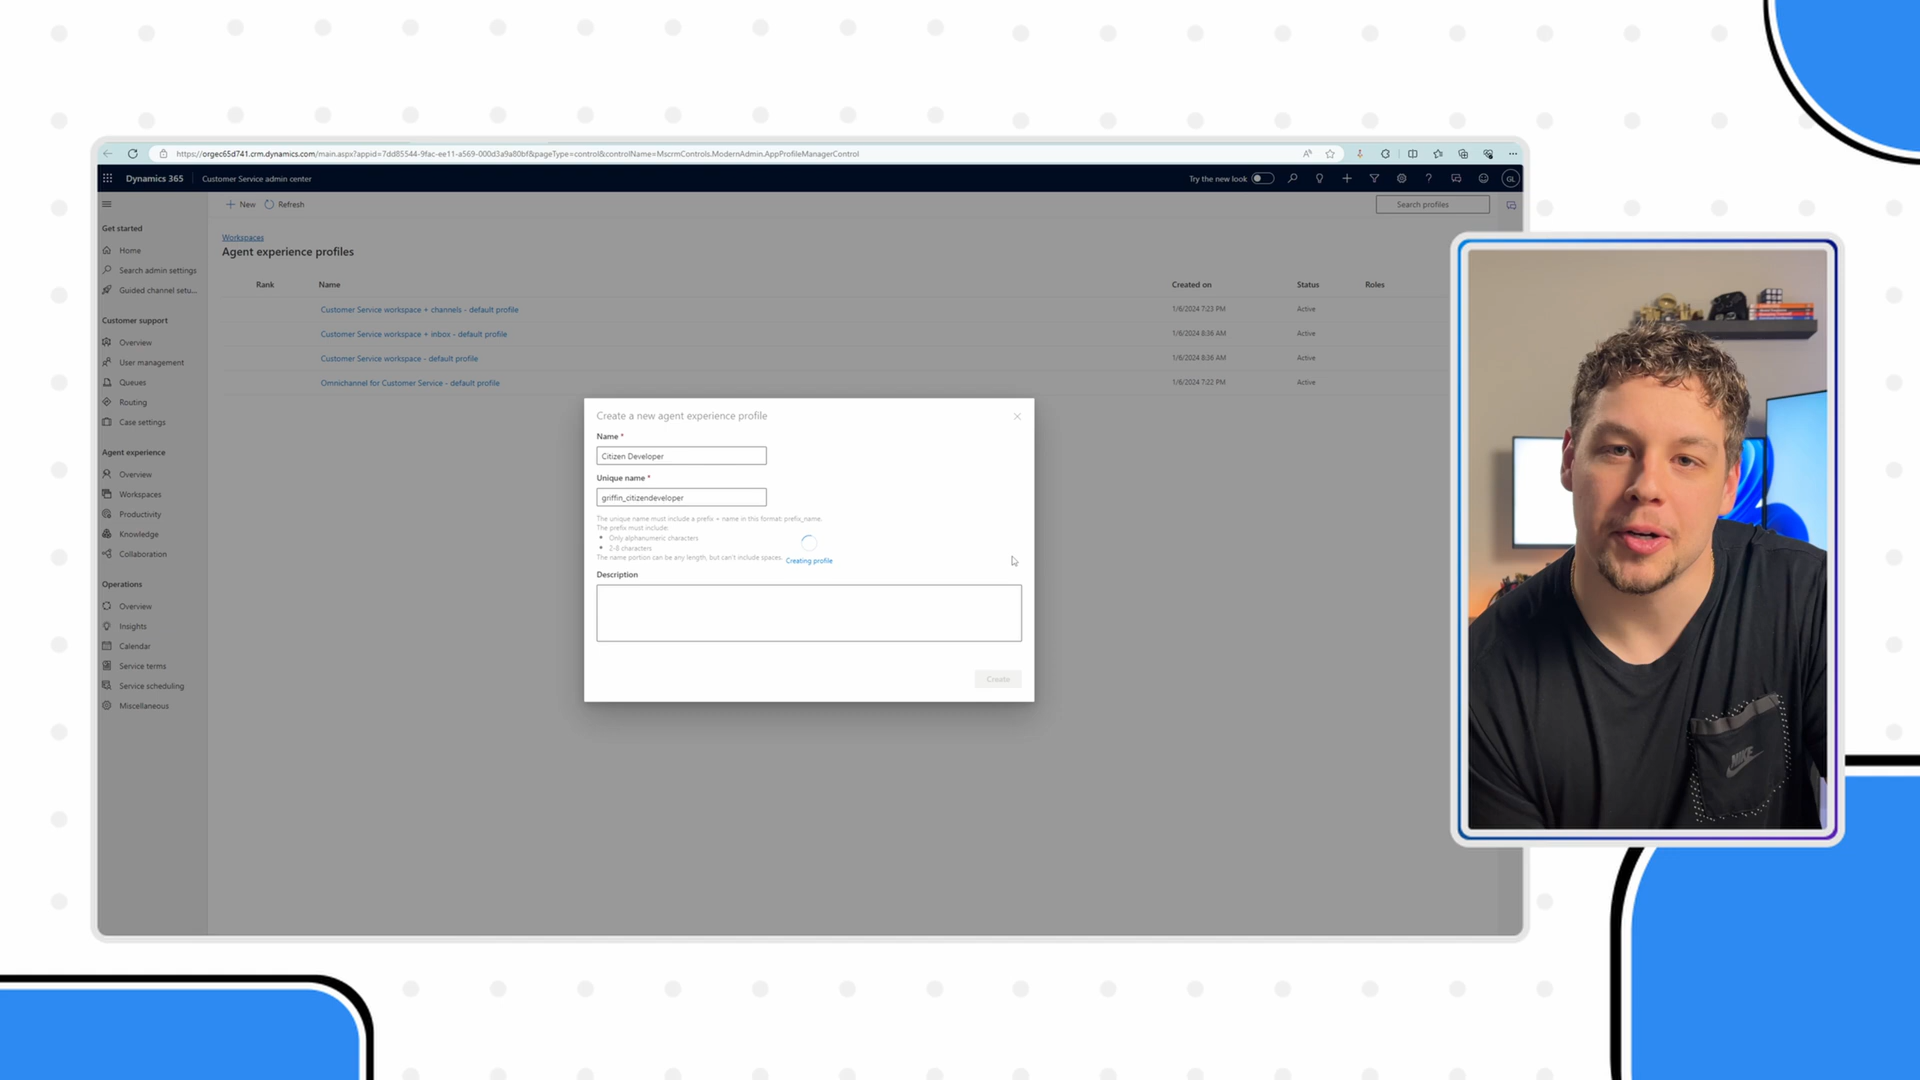 https://orgec65d741.crm.dynamics.com/main.aspx?appid=7dd85544-9fac-ee11-a569-000d3a9a80bf&pageType=control&controlName=MscrmControls.ModernAdmin.AppProfileManagerControl
Dynamics 365
Customer Service admin center
Try the new look
GL
New
Refresh
Search profiles
Get started
Home
Search admin settings
Guided channel setu...
Customer support
Overview
User management
Queues
Routing
Case settings
Agent experience
Overview
Workspaces
Productivity
Knowledge
Collaboration
Operations
Overview
Insights
Calendar
Service terms
Service scheduling
Miscellaneous
Workspaces
Agent experience profiles
Rank Name Created on Status Roles
Customer Service workspace + channels - default profile 1/6/2024 7:23 PM Active
Customer Service workspace + inbox - default profile 1/6/2024 8:36 AM Active
Customer Service workspace - default profile 1/6/2024 8:36 AM Active
Omnichannel for Customer Service - default profile 1/6/2024 7:22 PM Active
Create a new agent experience profile
Name *
Citizen Developer
Unique name *
griffin_citizendeveloper
The unique name must include a prefix + name in this format: prefix_name.
The prefix must include:
Only alphanumeric characters
2-8 characters
The name portion can be any length, but can't include spaces.
Creating profile
Description
Create
NIKE